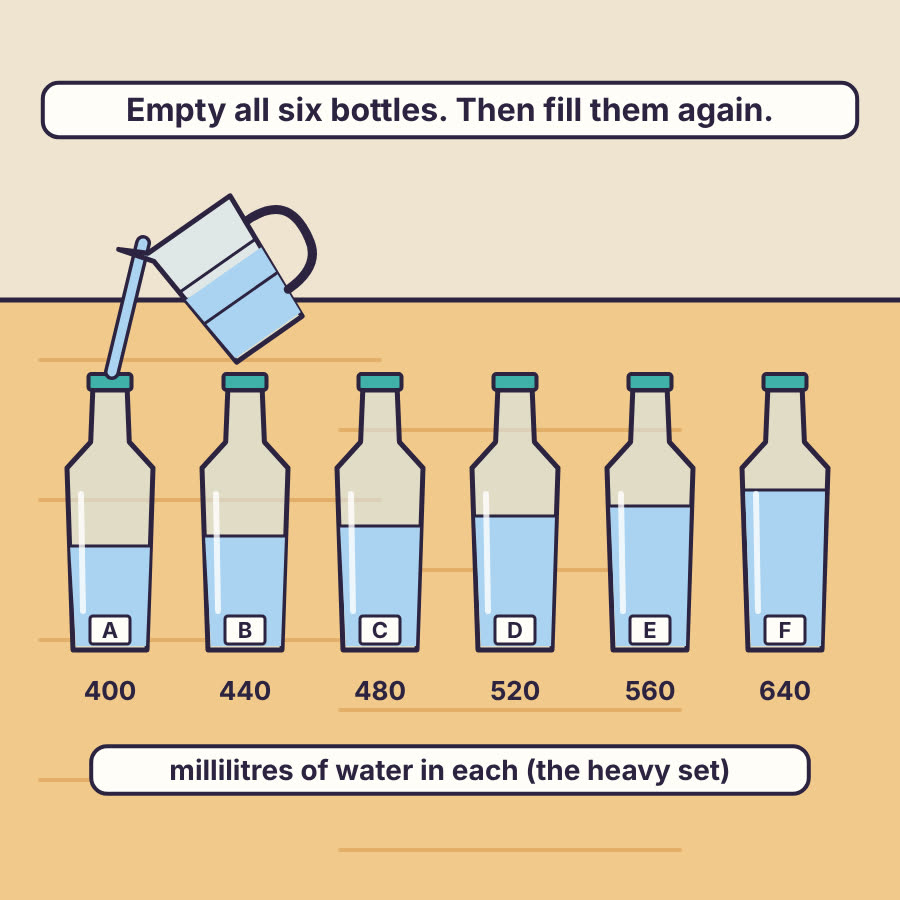 Empty all six bottles. Then fill them again.
A B C D E F
400 440 480 520 560 640
millilitres of water in each (the heavy set)